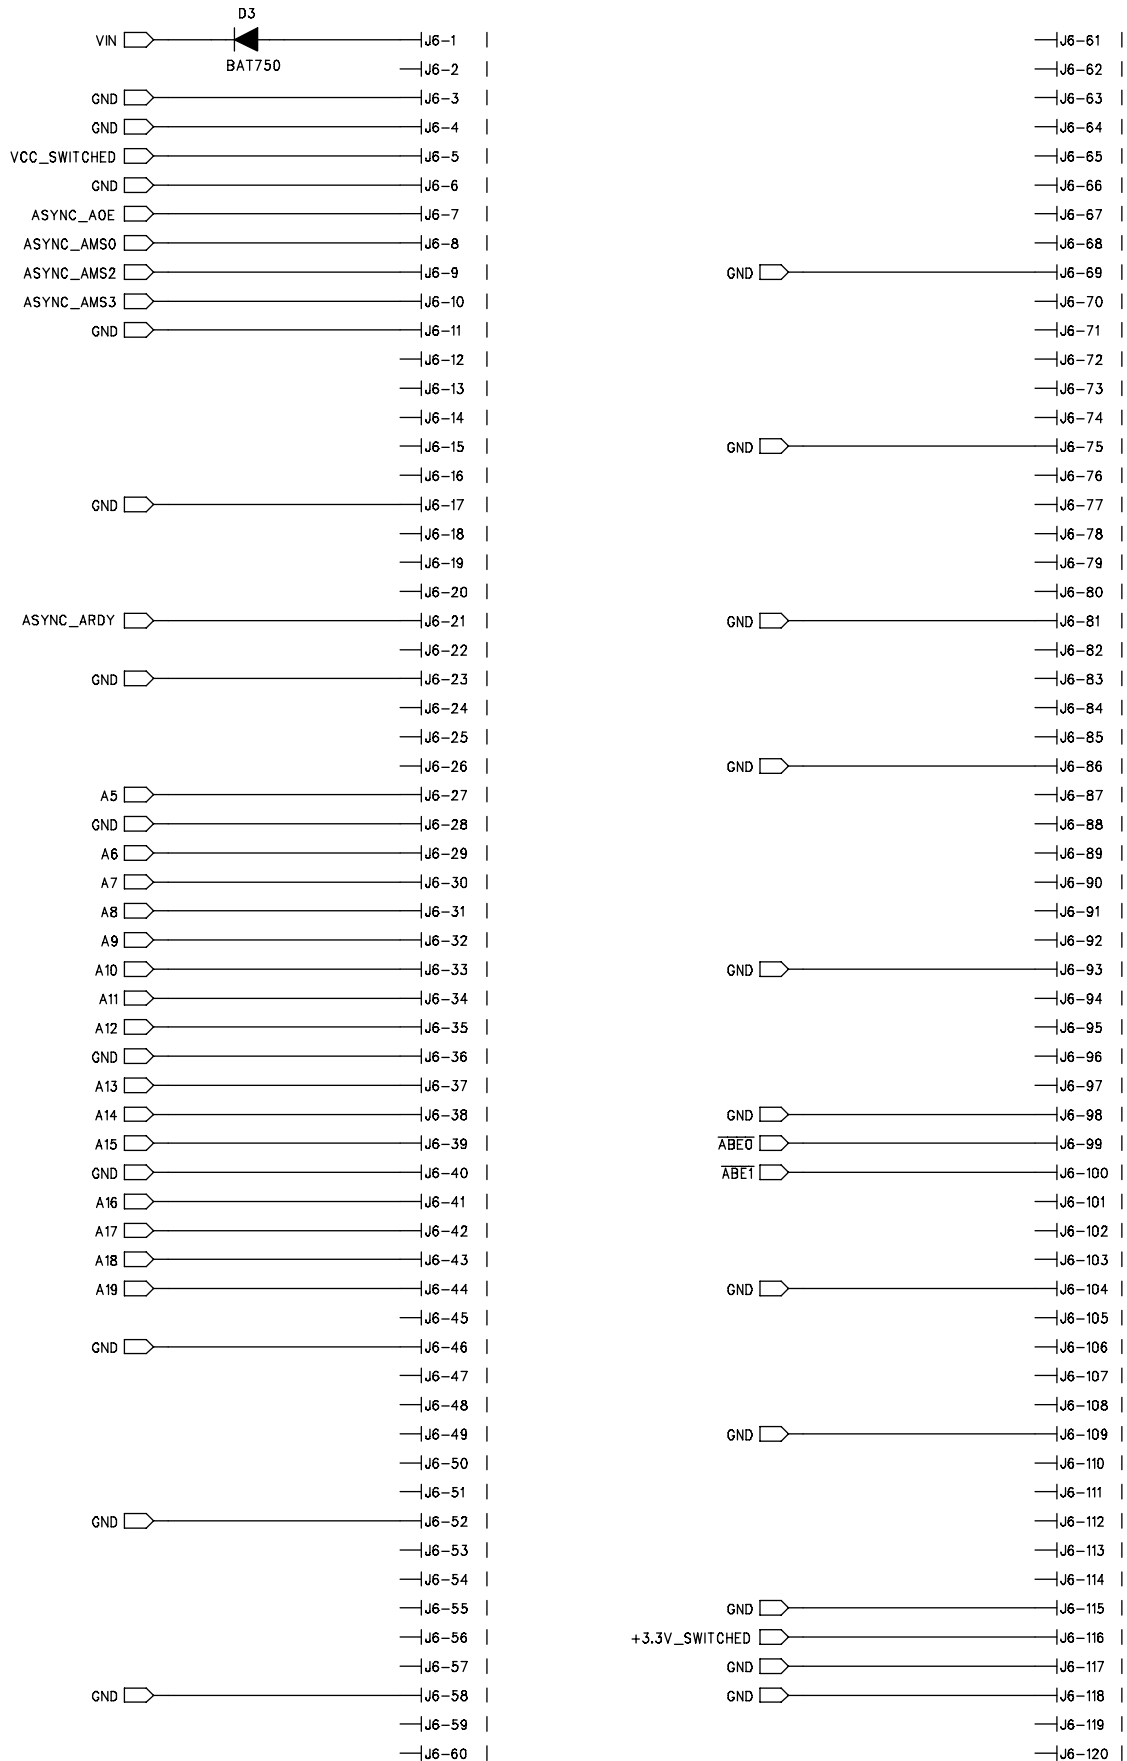 D3
VIN J6-1
BAT750
J6-2
GND J6-3
GND J6-4
VCC_SWITCHED J6-5
GND J6-6
ASYNC_AOE J6-7
ASYNC_AMS0 J6-8
ASYNC_AMS2 J6-9
ASYNC_AMS3 J6-10
GND J6-11
J6-12
J6-13
J6-14
J6-15
J6-16
GND J6-17
J6-18
J6-19
J6-20
ASYNC_ARDY J6-21
J6-22
GND J6-23
J6-24
J6-25
J6-26
A5 J6-27
GND J6-28
A6 J6-29
A7 J6-30
A8 J6-31
A9 J6-32
A10 J6-33
A11 J6-34
A12 J6-35
GND J6-36
A13 J6-37
A14 J6-38
A15 J6-39
GND J6-40
A16 J6-41
A17 J6-42
A18 J6-43
A19 J6-44
J6-45
GND J6-46
J6-47
J6-48
J6-49
J6-50
J6-51
GND J6-52
J6-53
J6-54
J6-55
J6-56
J6-57
GND J6-58
J6-59
J6-60
J6-61
J6-62
J6-63
J6-64
J6-65
J6-66
J6-67
J6-68
GND J6-69
J6-70
J6-71
J6-72
J6-73
J6-74
GND J6-75
J6-76
J6-77
J6-78
J6-79
J6-80
GND J6-81
J6-82
J6-83
J6-84
J6-85
GND J6-86
J6-87
J6-88
J6-89
J6-90
J6-91
J6-92
GND J6-93
J6-94
J6-95
J6-96
J6-97
GND J6-98
ABE0 J6-99
ABE1 J6-100
J6-101
J6-102
J6-103
GND J6-104
J6-105
J6-106
J6-107
J6-108
GND J6-109
J6-110
J6-111
J6-112
J6-113
J6-114
GND J6-115
+3.3V_SWITCHED J6-116
GND J6-117
GND J6-118
J6-119
J6-120